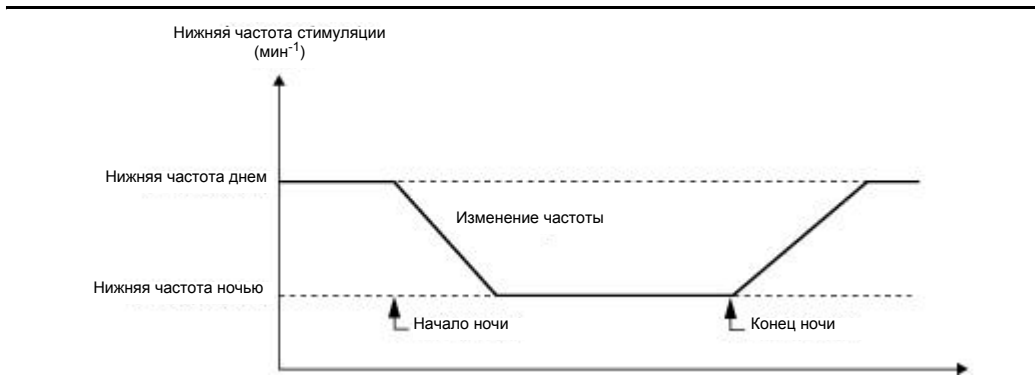 Нижняя частота стимуляции
(мин-1)
Нижняя частота днем
Изменение частоты
Нижняя частота ночью
Начало ночи
Конец ночи